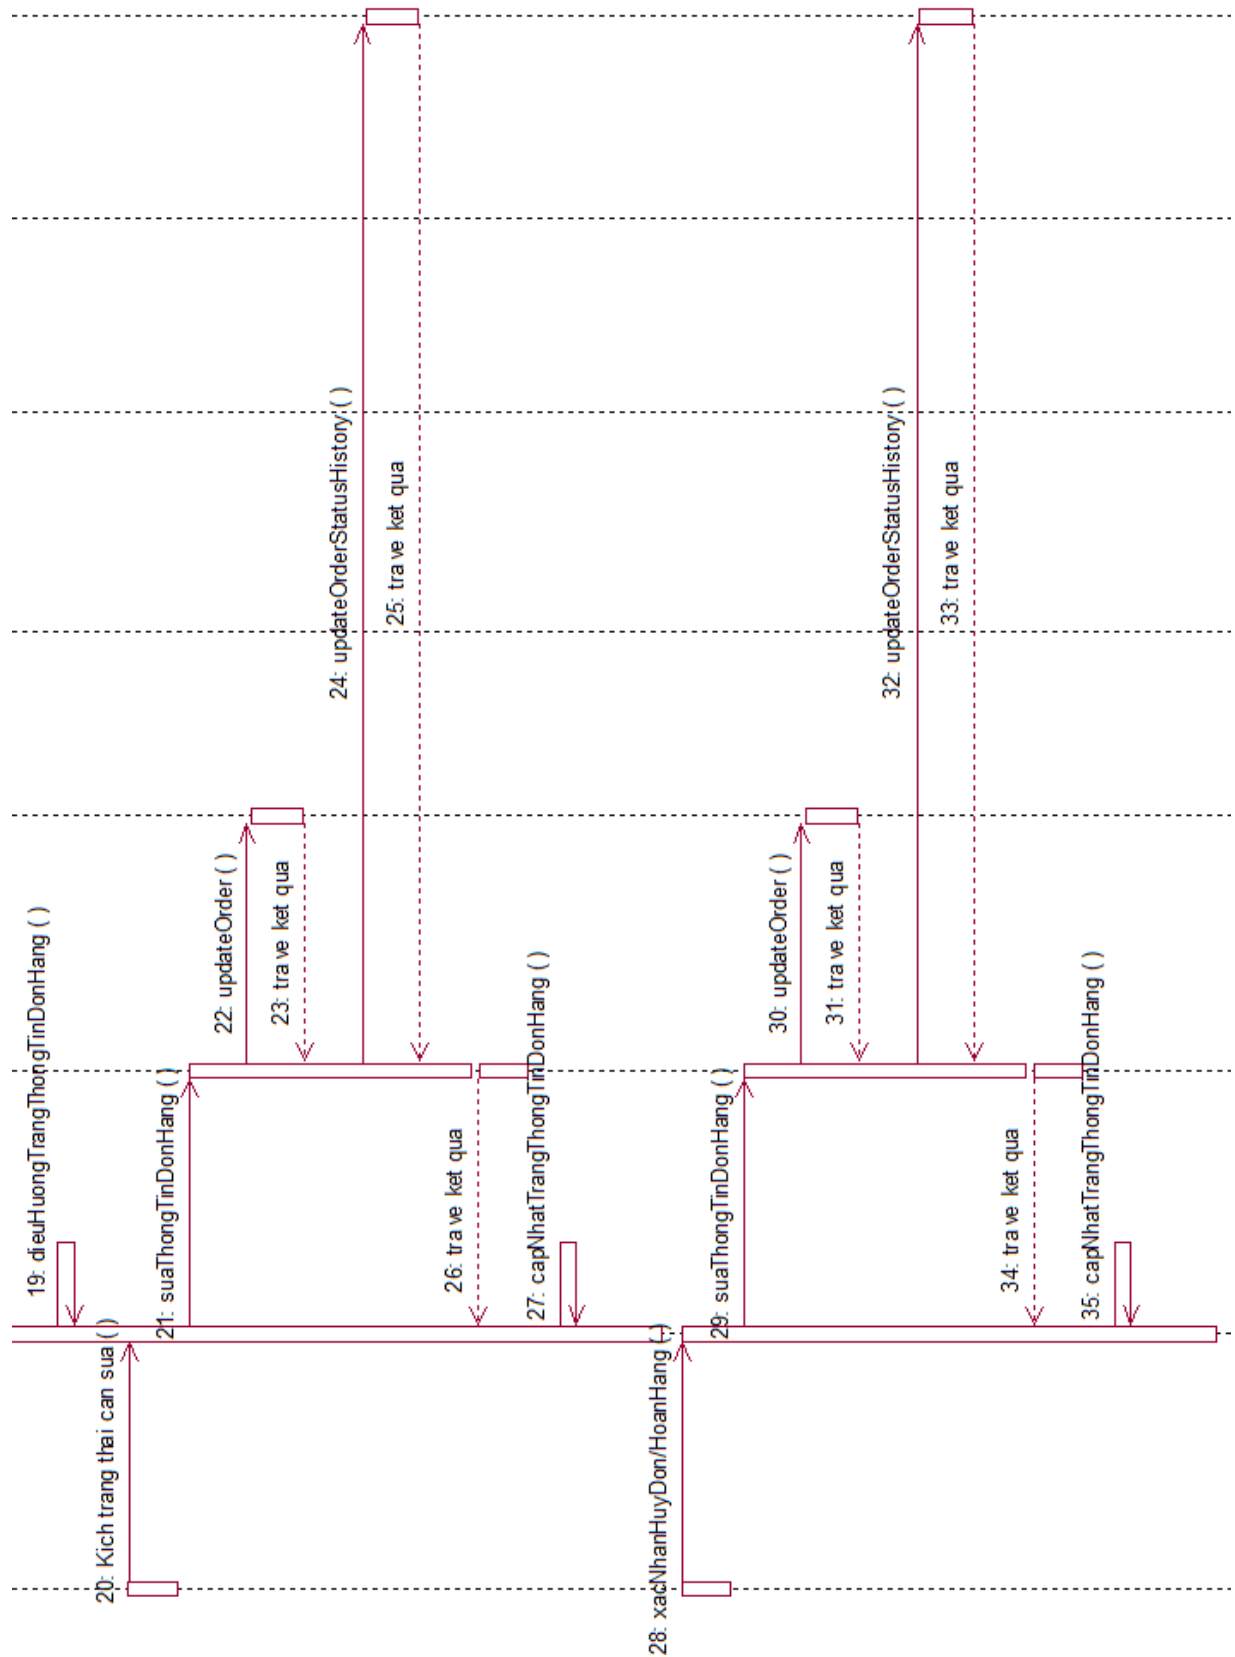 19: dieuHuongTrangThongTinDonHang ( )
20: Kich trang thai can sua ( )
21: suaThongTinDonHang ( )
22: updateOrder ( )
23: tra ve ket qua
24: updateOrderStatusHistory ( )
25: tra ve ket qua
26: tra ve ket qua
27: capNhatTrangThongTinDonHang ( )
28: xacNhanHuyDon/HoanHang ( )
29: suaThongTinDonHang ( )
30: updateOrder ( )
31: tra ve ket qua
32: updateOrderStatusHistory ( )
33: tra ve ket qua
34: tra ve ket qua
35: capNhatTrangThongTinDonHang ( )